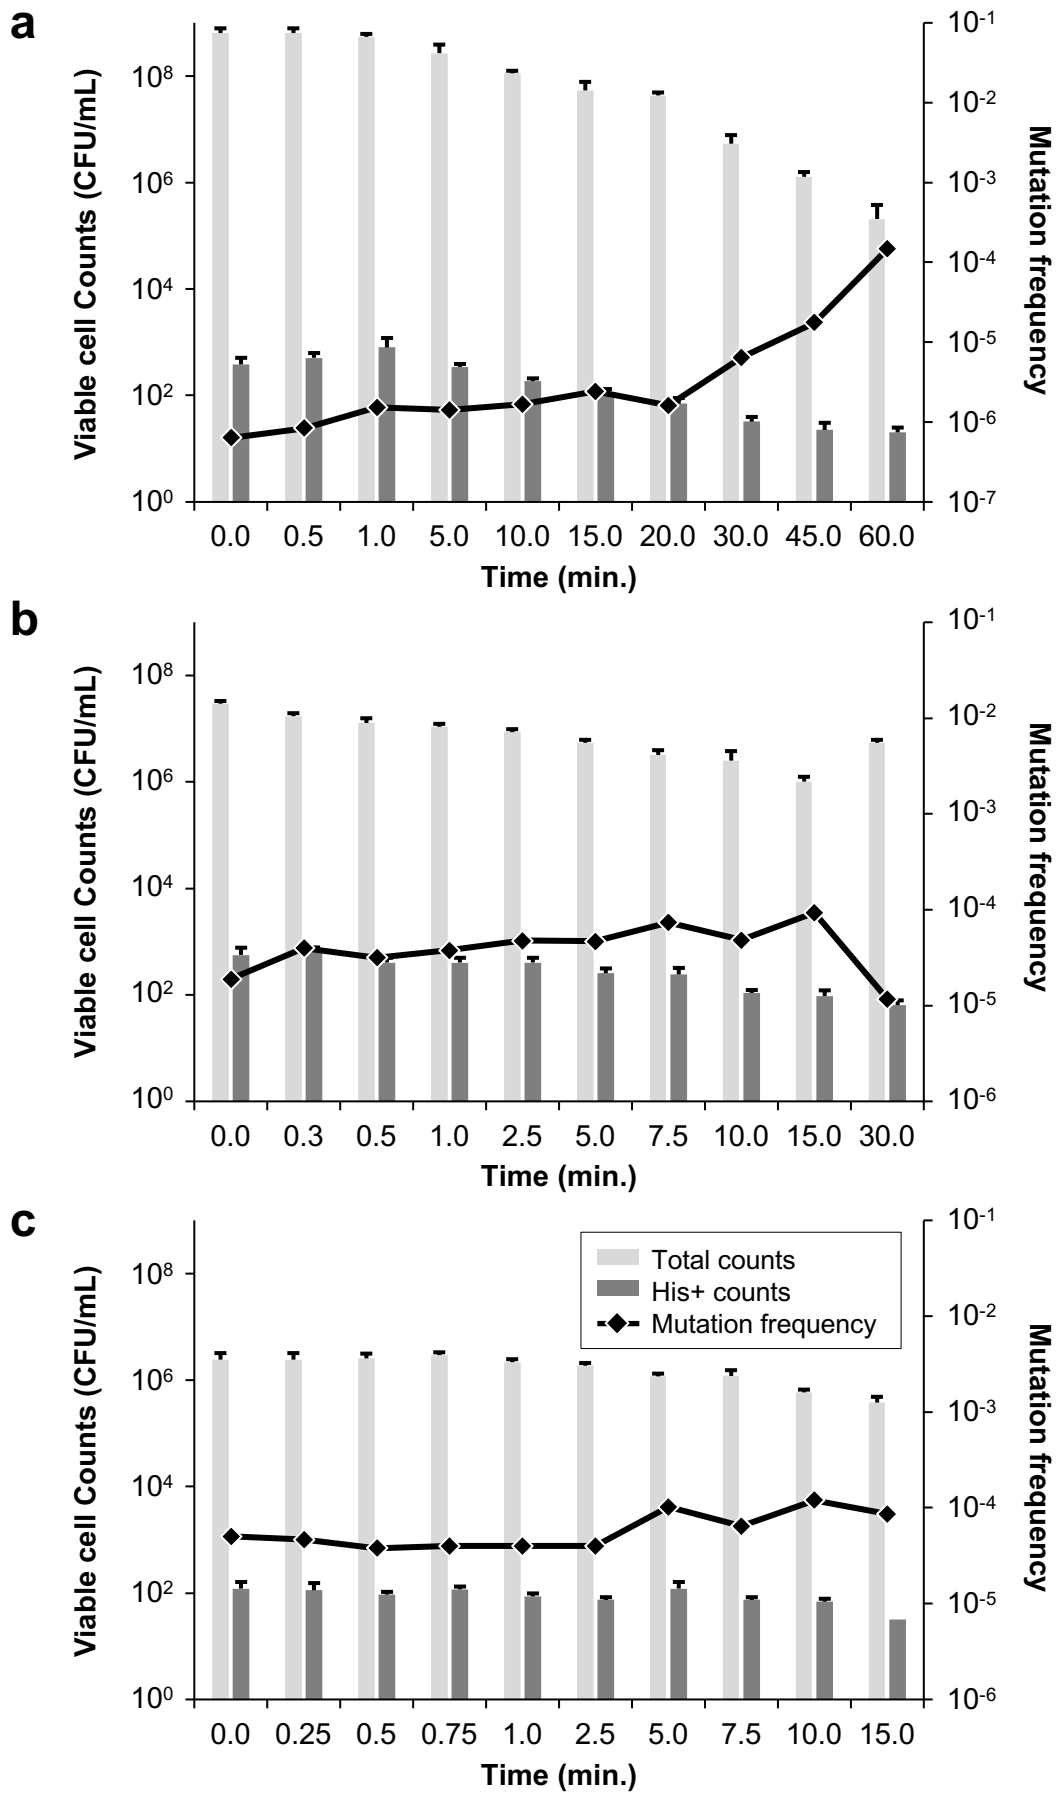 a
Viable cell Counts (CFU/mL)
10⁸
10⁶
10⁴
10²
10⁰
10⁻¹
10⁻²
10⁻³
10⁻⁴
10⁻⁵
10⁻⁶
10⁻⁷
Mutation frequency
0.0 0.5 1.0 5.0 10.0 15.0 20.0 30.0 45.0 60.0
Time (min.)
b
Viable cell Counts (CFU/mL)
10⁸
10⁶
10⁴
10²
10⁰
10⁻¹
10⁻²
10⁻³
10⁻⁴
10⁻⁵
10⁻⁶
Mutation frequency
0.0 0.3 0.5 1.0 2.5 5.0 7.5 10.0 15.0 30.0
Time (min.)
c
Viable cell Counts (CFU/mL)
10⁸
10⁶
10⁴
10²
10⁰
Total counts
His+ counts
Mutation frequency
10⁻¹
10⁻²
10⁻³
10⁻⁴
10⁻⁵
10⁻⁶
Mutation frequency
0.0 0.25 0.5 0.75 1.0 2.5 5.0 7.5 10.0 15.0
Time (min.)